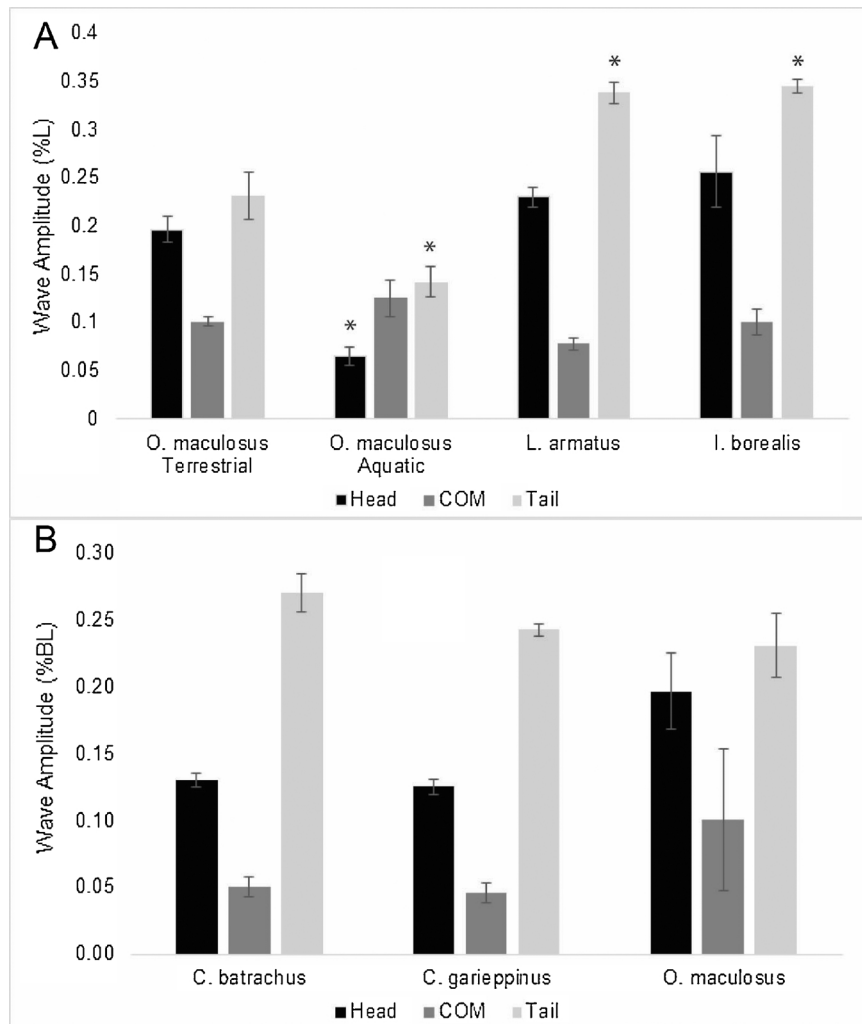 A
Wave Amplitude (%L)
0.4
0.35
0.3
0.25
0.2
0.15
0.1
0.05
0
*
*
*
*
O. maculosus
Terrestrial
O. maculosus
Aquatic
L. armatus
I. borealis
Head COM Tail
B
Wave Amplitude (%BL)
0.30
0.25
0.20
0.15
0.10
0.05
0.00
C. batrachus
C. garieppinus
O. maculosus
Head COM Tail